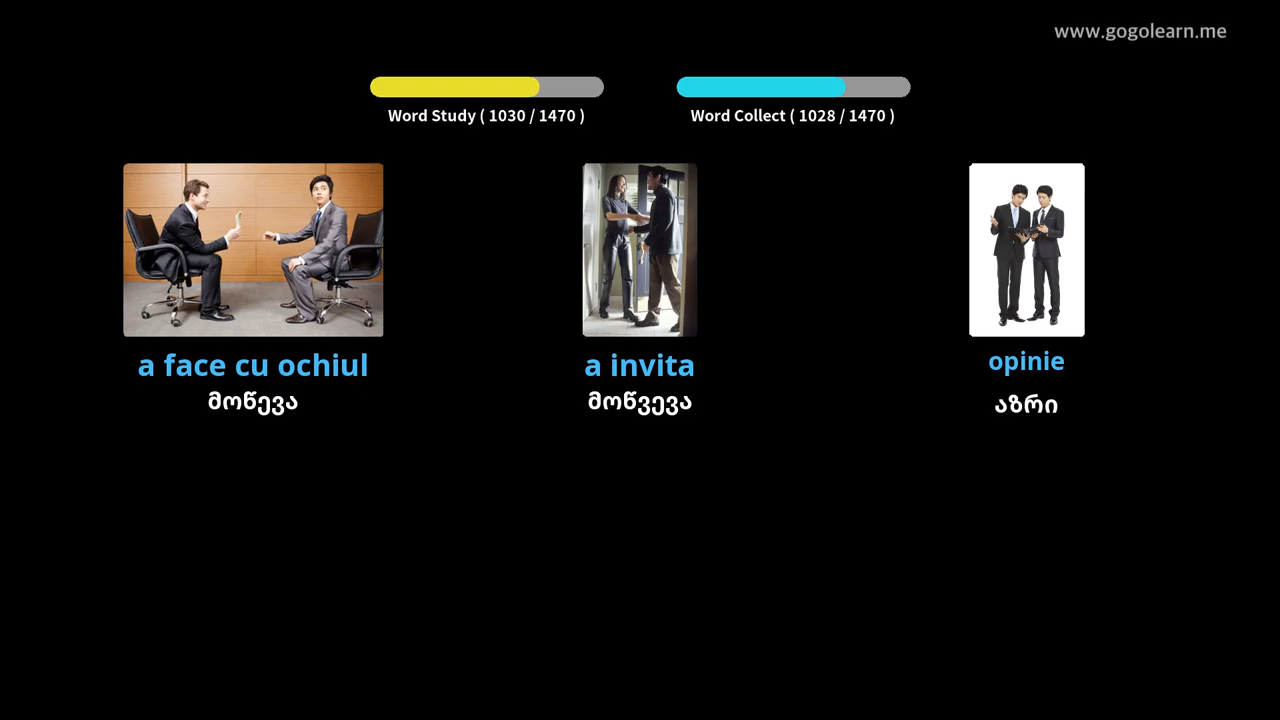 www.gogolearn.me
Word Study ( 1030 / 1470 )
Word Collect ( 1028 / 1470 )
a face cu ochiul
a invita
opinie
მოწევა
მოწვევა
აზრი